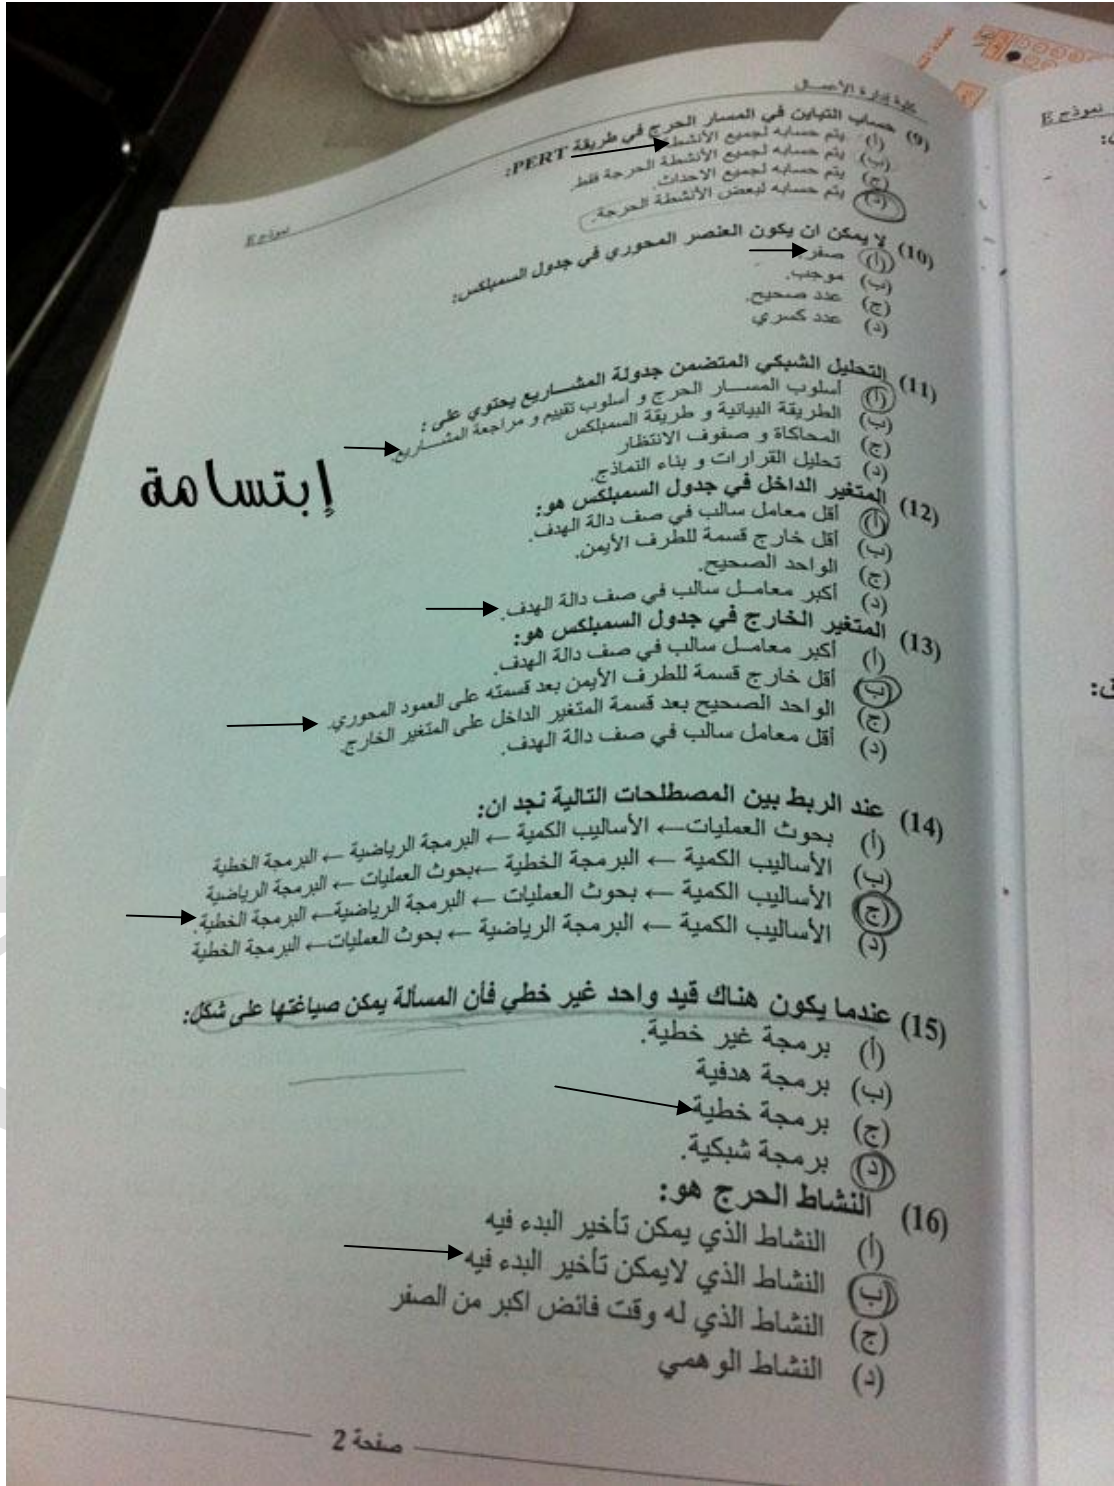 كلية إدارة الأعمال
نموذج E
(9) حساب التباين في المسار الحرج في طريقة PERT:
(أ) يتم حسابه لجميع الأنشطة
(ب) يتم حسابه لجميع الأنشطة الحرجة فقط
(ج) يتم حسابه لجميع الاحداث.
(د) يتم حسابه لبعض الأنشطة الحرجة.
(10) لا يمكن ان يكون العنصر المحوري في جدول السمبلكس:
(أ) صفر
(ب) موجب.
(ج) عدد صحيح.
(د) عدد كسري
(11) التحليل الشبكي المتضمن جدولة المشاريع يحتوي على :
(أ) أسلوب المسار الحرج و أسلوب تقييم و مراجعة المشاريع.
(ب) الطريقة البيانية و طريقة السمبلكس
(ج) المحاكاة و صفوف الانتظار
(د) تحليل القرارات و بناء النماذج.
إبتسامة
(12) المتغير الداخل في جدول السمبلكس هو:
(أ) أقل معامل سالب في صف دالة الهدف.
(ب) أقل خارج قسمة للطرف الأيمن.
(ج) الواحد الصحيح.
(د) أكبر معامل سالب في صف دالة الهدف.
(13) المتغير الخارج في جدول السمبلكس هو:
(أ) أكبر معامل سالب في صف دالة الهدف.
(ب) أقل خارج قسمة للطرف الأيمن بعد قسمته على العمود المحوري.
(ج) الواحد الصحيح بعد قسمة المتغير الداخل على المتغير الخارج.
(د) أقل معامل سالب في صف دالة الهدف.
(14) عند الربط بين المصطلحات التالية نجد ان:
(أ) بحوث العمليات← الأساليب الكمية ← البرمجة الرياضية ← البرمجة الخطية
(ب) الأساليب الكمية ← البرمجة الخطية ←بحوث العمليات ← البرمجة الرياضية
(ج) الأساليب الكمية ← بحوث العمليات ← البرمجة الرياضية← البرمجة الخطية.
(د) الأساليب الكمية ← البرمجة الرياضية ← بحوث العمليات← البرمجة الخطية
(15) عندما يكون هناك قيد واحد غير خطي فأن المسألة يمكن صياغتها على شكل:
(أ) برمجة غير خطية.
(ب) برمجة هدفية
(ج) برمجة خطية
(د) برمجة شبكية.
(16) النشاط الحرج هو:
(أ) النشاط الذي يمكن تأخير البدء فيه
(ب) النشاط الذي لايمكن تأخير البدء فيه
(ج) النشاط الذي له وقت فائض اكبر من الصفر
(د) النشاط الوهمي
صفحة 2
نموذج E